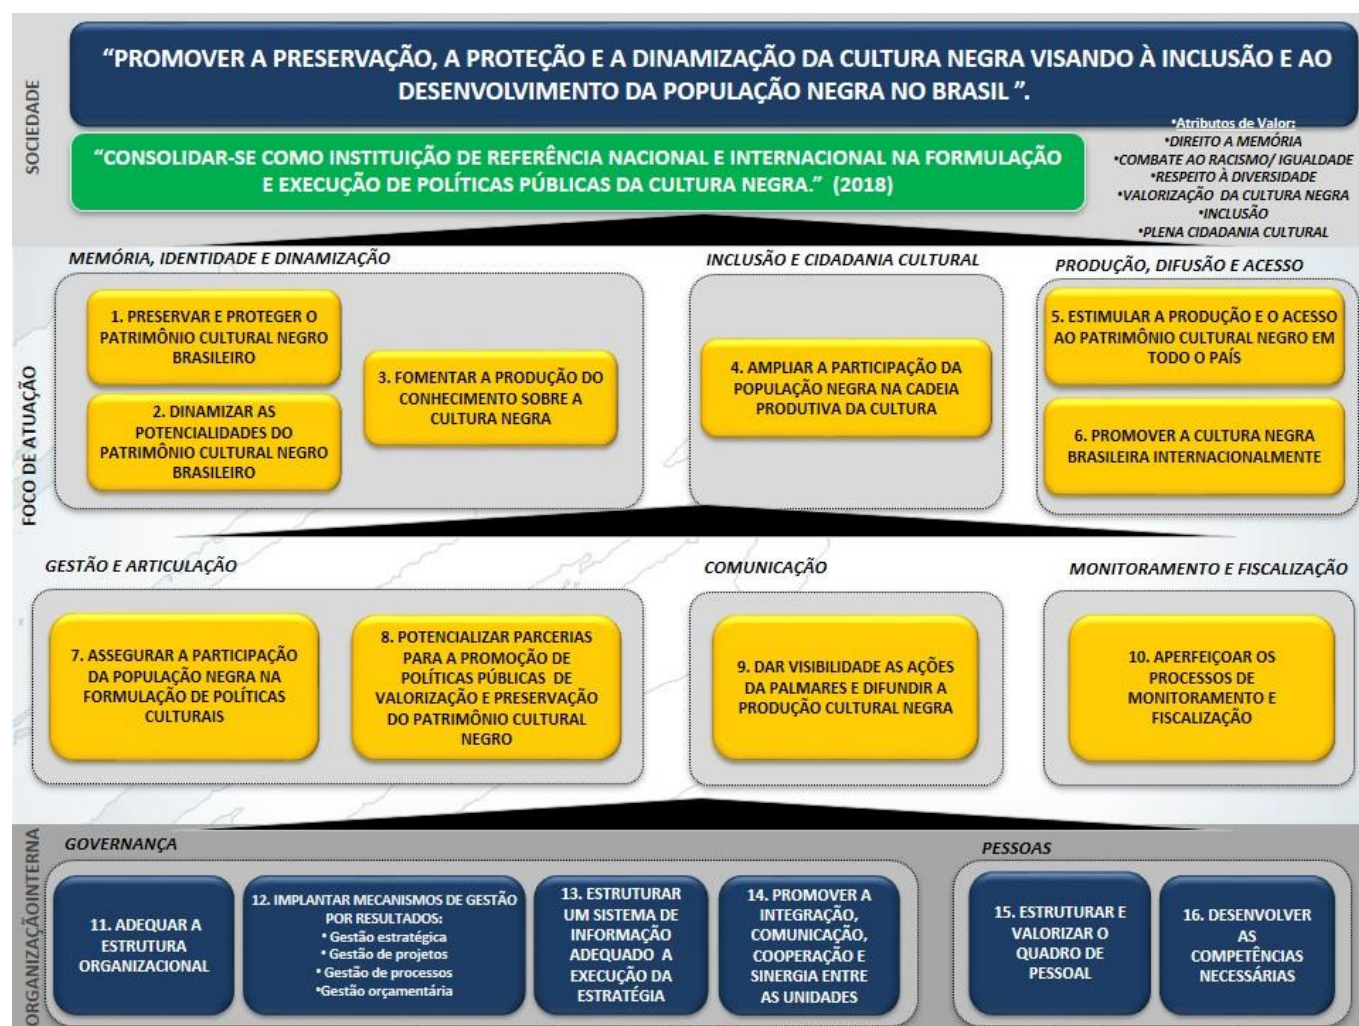 SOCIEDADE
“PROMOVER A PRESERVAÇÃO, A PROTEÇÃO E A DINAMIZAÇÃO DA CULTURA NEGRA VISANDO À INCLUSÃO E AO
DESENVOLVIMENTO DA POPULAÇÃO NEGRA NO BRASIL ”.
“CONSOLIDAR-SE COMO INSTITUIÇÃO DE REFERÊNCIA NACIONAL E INTERNACIONAL NA FORMULAÇÃO
E EXECUÇÃO DE POLÍTICAS PÚBLICAS DA CULTURA NEGRA.” (2018)
•Atributos de Valor:
•DIREITO A MEMÓRIA
•COMBATE AO RACISMO/ IGUALDADE
•RESPEITO À DIVERSIDADE
•VALORIZAÇÃO DA CULTURA NEGRA
•INCLUSÃO
•PLENA CIDADANIA CULTURAL
FOCO DE ATUAÇÃO
MEMÓRIA, IDENTIDADE E DINAMIZAÇÃO
1. PRESERVAR E PROTEGER O
PATRIMÔNIO CULTURAL NEGRO
BRASILEIRO
2. DINAMIZAR AS
POTENCIALIDADES DO
PATRIMÔNIO CULTURAL NEGRO
BRASILEIRO
3. FOMENTAR A PRODUÇÃO DO
CONHECIMENTO SOBRE A
CULTURA NEGRA
INCLUSÃO E CIDADANIA CULTURAL
4. AMPLIAR A PARTICIPAÇÃO DA
POPULAÇÃO NEGRA NA CADEIA
PRODUTIVA DA CULTURA
PRODUÇÃO, DIFUSÃO E ACESSO
5. ESTIMULAR A PRODUÇÃO E O ACESSO
AO PATRIMÔNIO CULTURAL NEGRO EM
TODO O PAÍS
6. PROMOVER A CULTURA NEGRA
BRASILEIRA INTERNACIONALMENTE
GESTÃO E ARTICULAÇÃO
7. ASSEGURAR A PARTICIPAÇÃO
DA POPULAÇÃO NEGRA NA
FORMULAÇÃO DE POLÍTICAS
CULTURAIS
8. POTENCIALIZAR PARCERIAS
PARA A PROMOÇÃO DE
POLÍTICAS PÚBLICAS DE
VALORIZAÇÃO E PRESERVAÇÃO
DO PATRIMÔNIO CULTURAL
NEGRO
COMUNICAÇÃO
9. DAR VISIBILIDADE AS AÇÕES
DA PALMARES E DIFUNDIR A
PRODUÇÃO CULTURAL NEGRA
MONITORAMENTO E FISCALIZAÇÃO
10. APERFEIÇOAR OS
PROCESSOS DE
MONITORAMENTO E
FISCALIZAÇÃO
ORGANIZAÇÃOINTERNA
GOVERNANÇA
11. ADEQUAR A
ESTRUTURA
ORGANIZACIONAL
12. IMPLANTAR MECANISMOS DE GESTÃO
POR RESULTADOS:
• Gestão estratégica
• Gestão de projetos
• Gestão de processos
•Gestão orçamentária
13. ESTRUTURAR
UM SISTEMA DE
INFORMAÇÃO
ADEQUADO A
EXECUÇÃO DA
ESTRATÉGIA
14. PROMOVER A
INTEGRAÇÃO,
COMUNICAÇÃO,
COOPERAÇÃO E
SINERGIA ENTRE
AS UNIDADES
PESSOAS
15. ESTRUTURAR E
VALORIZAR O
QUADRO DE
PESSOAL
16. DESENVOLVER
AS
COMPETÊNCIAS
NECESSÁRIAS